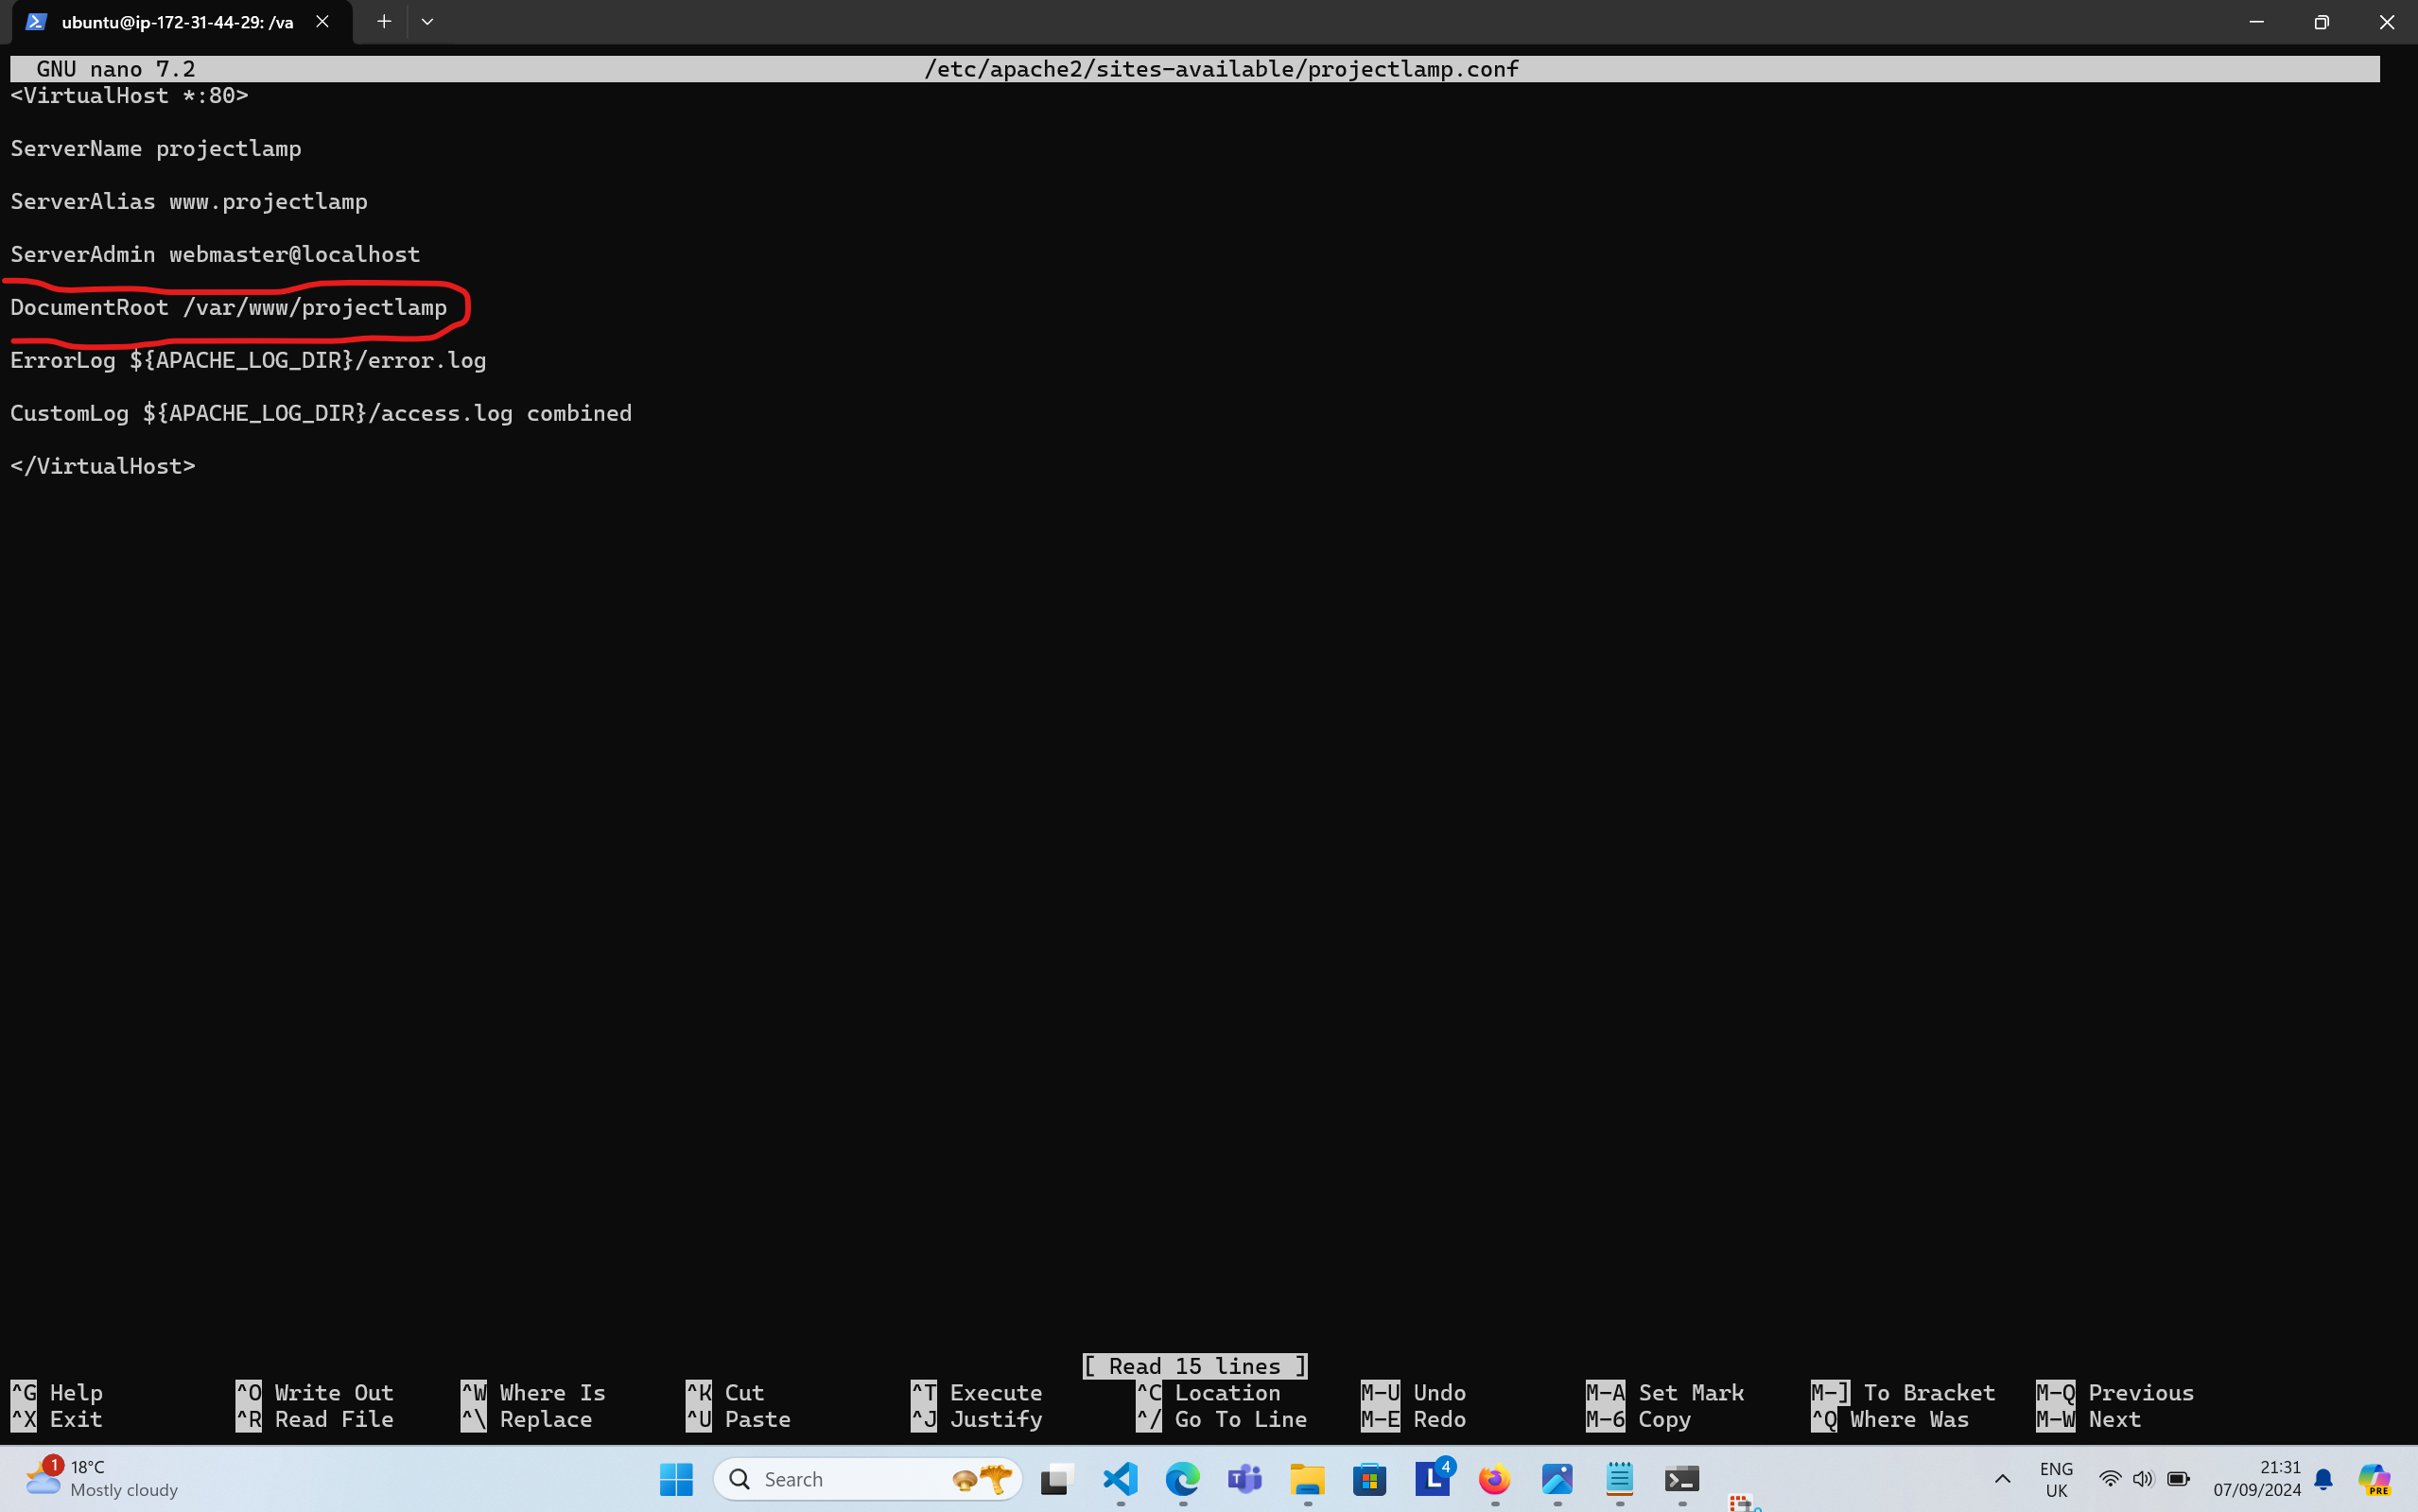 ubuntu@ip-172-31-44-29: /va
GNU nano 7.2 /etc/apache2/sites-available/projectlamp.conf
<VirtualHost *:80>
ServerName projectlamp
ServerAlias www.projectlamp
ServerAdmin webmaster@localhost
DocumentRoot /var/www/projectlamp
ErrorLog ${APACHE_LOG_DIR}/error.log
CustomLog ${APACHE_LOG_DIR}/access.log combined
</VirtualHost>
[ Read 15 lines ]
^G Help ^O Write Out ^W Where Is ^K Cut ^T Execute ^C Location M-U Undo M-A Set Mark M-] To Bracket M-Q Previous
^X Exit ^R Read File ^\ Replace ^U Paste ^J Justify ^/ Go To Line M-E Redo M-6 Copy ^Q Where Was M-W Next
1 18°C
Mostly cloudy
Search
T
L 4
ENG
UK
21:31
07/09/2024
PRE